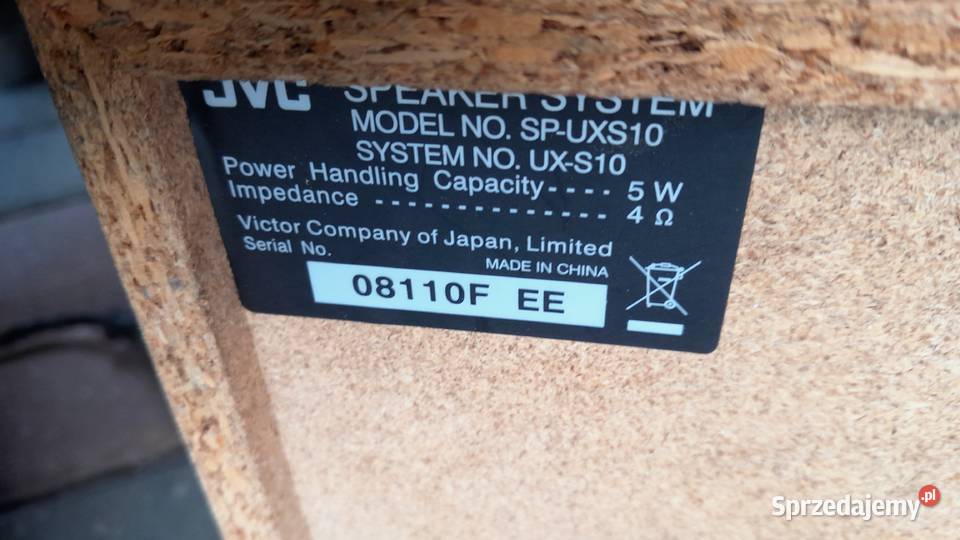 JVC SPEAKER SYSTEM
MODEL NO. SP-UXS10
SYSTEM NO. UX-S10
Power Handling Capacity---- 5 W
Impedance -------------- 4 Ω
Victor Company of Japan, Limited
Serial No.
MADE IN CHINA
08110F EE
Sprzedajemy.pl